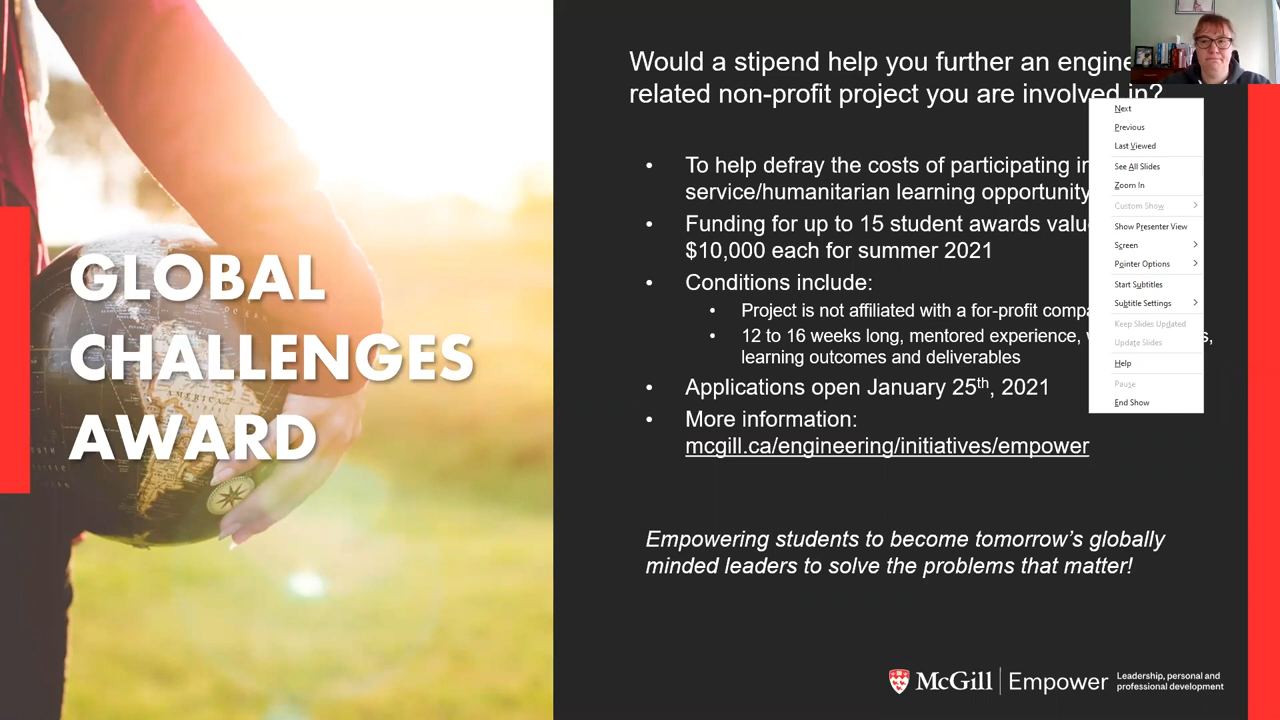 GLOBAL
CHALLENGES
AWARD
Would a stipend help you further an engine
related non-profit project you are involved in?
• To help defray the costs of participating in
service/humanitarian learning opportunity
• Funding for up to 15 student awards valu
$10,000 each for summer 2021
• Conditions include:
• Project is not affiliated with a for-profit compa
• 12 to 16 weeks long, mentored experience, s,
learning outcomes and deliverables
• Applications open January 25th, 2021
• More information:
mcgill.ca/engineering/initiatives/empower
Empowering students to become tomorrow's globally
minded leaders to solve the problems that matter!
Next
Previous
Last Viewed
See All Slides
Zoom In
Custom Show
Show Presenter View
Screen
Pointer Options
Start Subtitles
Subtitle Settings
Keep Slides Updated
Update Slides
Help
Pause
End Show
McGill | Empower
Leadership, personal and
professional development